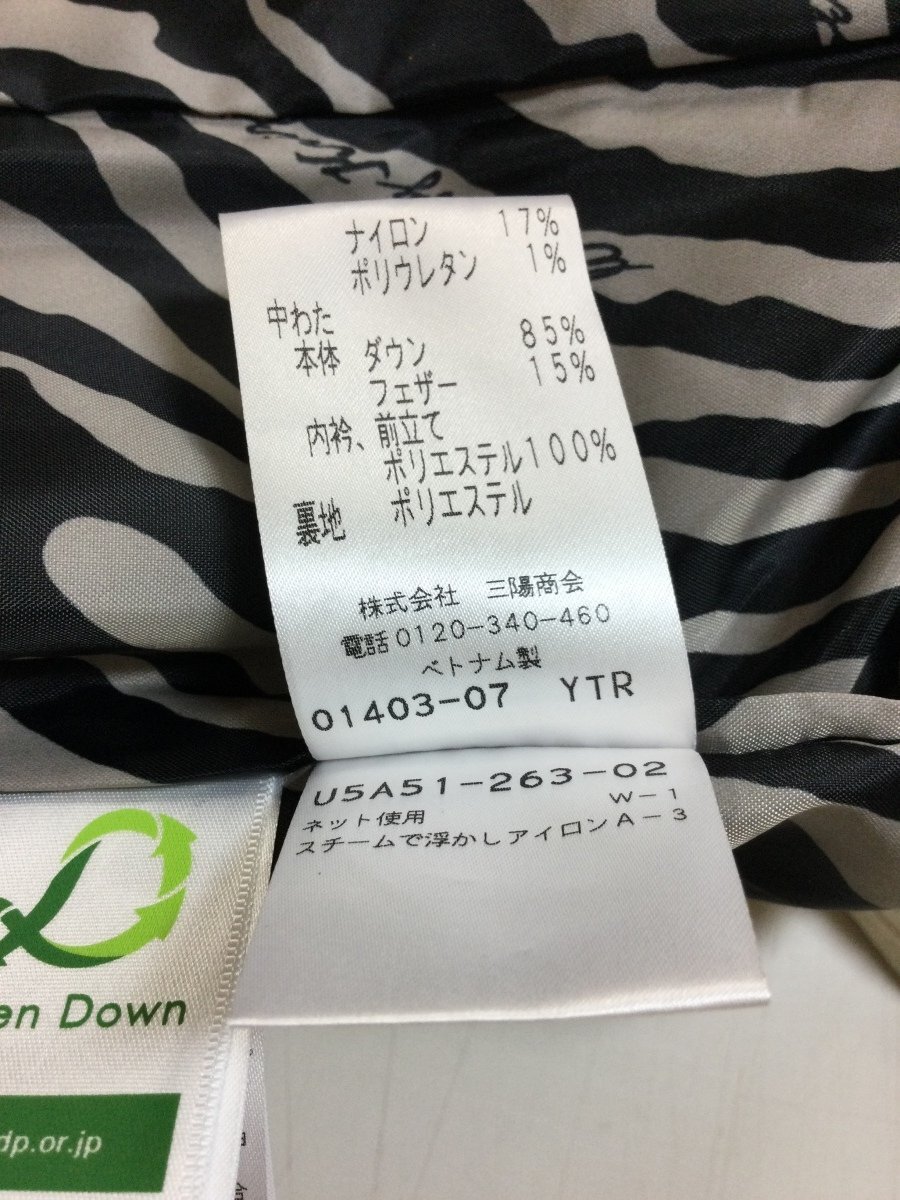 ナイロン 17%
ポリウレタン 1%
中わた
本体 ダウン 85%
フェザー 15%
内衿、前立て
ポリエステル100%
裏地 ポリエステル
株式会社 三陽商会
電話0120-340-460
ベトナム製
01403-07 YTR
U5A51-263-02
W-1
ネット使用
スチームで浮かしアイロンA-3
en Down
dp.or.jp